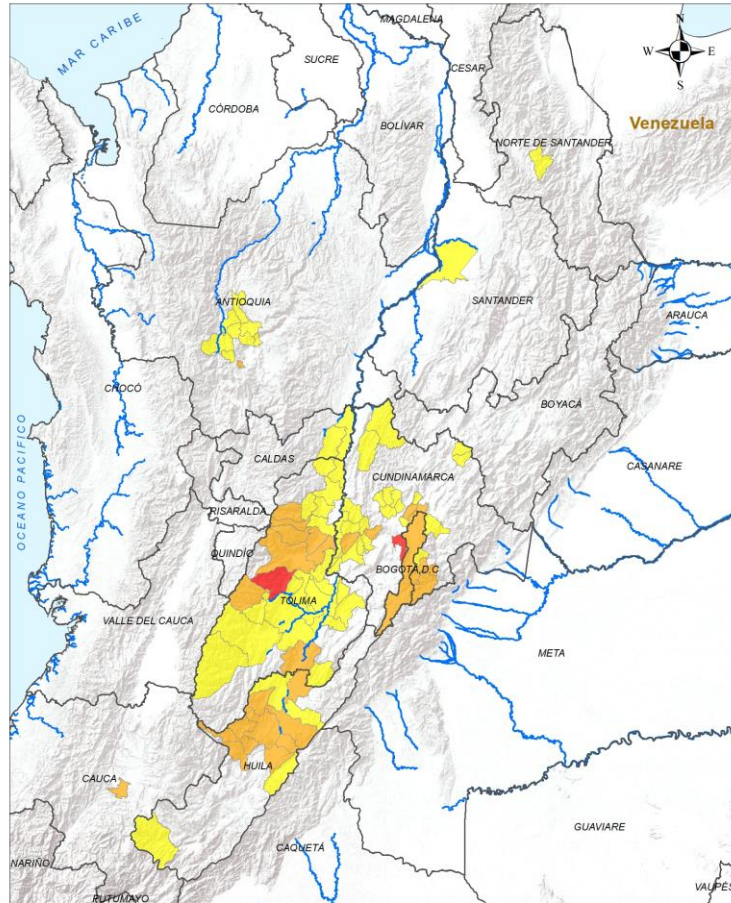 MAGDALENA
MAR CARIBE
N
W
E
S
SUCRE
CESAR
CÓRDOBA
BOLÍVAR
Venezuela
NORTE DE SANTANDER
ANTIOQUIA
SANTANDER
ARAUCA
CHOCÓ
BOYACÁ
OCEANO PACIFICO
CALDAS
CUNDINAMARCA
CASANARE
RISARALDA
QUINDÍO
BOGOTÁ, D.C
TOLIMA
VALLE DEL CAUCA
META
HUILA
CAUCA
GUAVIARE
CAQUETÁ
NARIÑO
PUTUMAYO
VAUPÉS